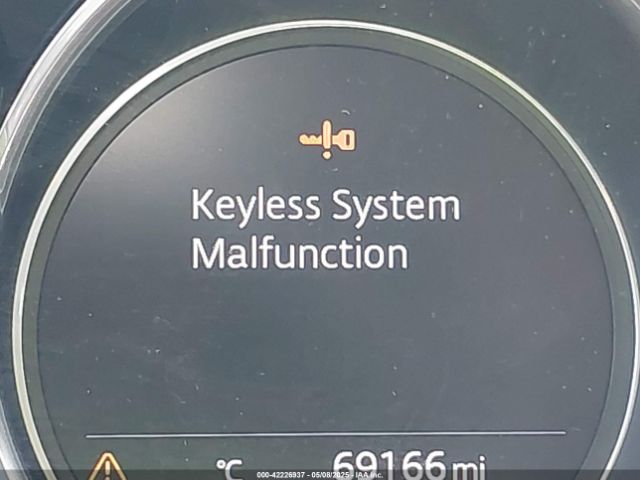 Keyless System
Malfunction
°C 69166 mi
000-42226937 - 05/08/2025 - IAA, Inc.